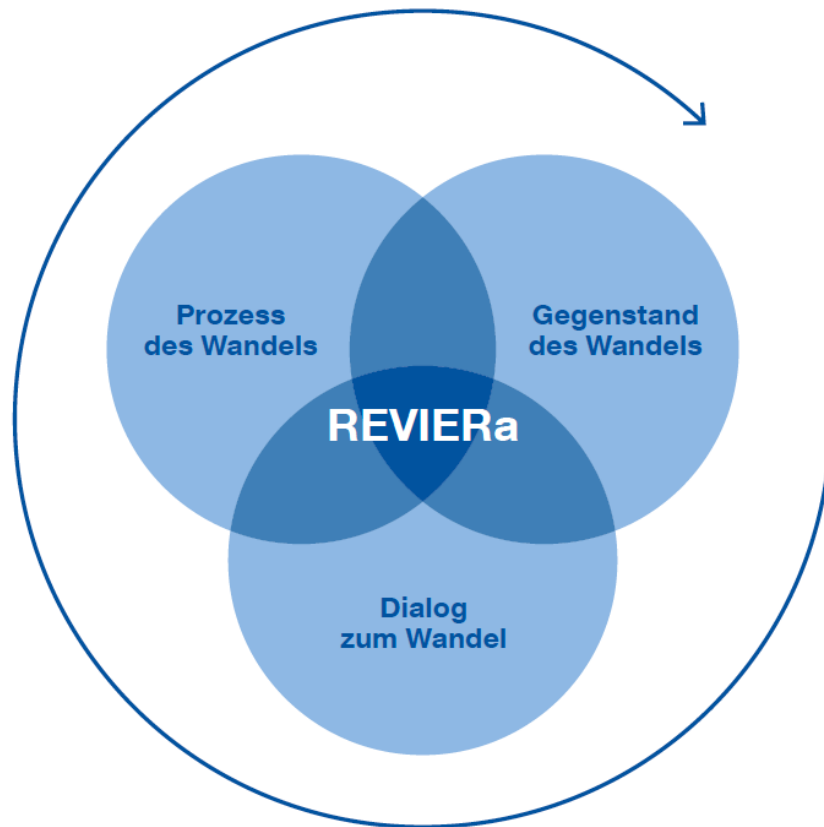 Prozess
des Wandels
Gegenstand
des Wandels
REVIERa
Dialog
zum Wandel